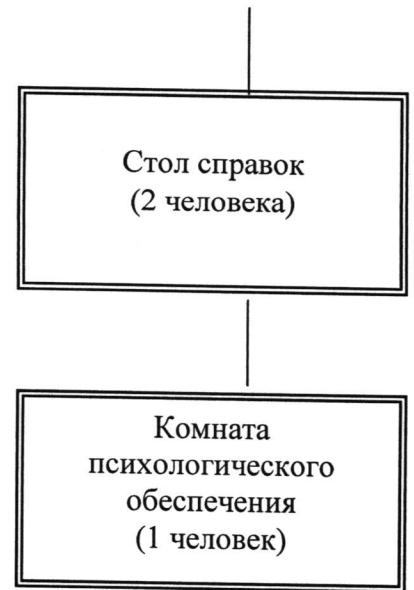 Стол справок
(2 человека)
Комната
психологического
обеспечения
(1 человек)